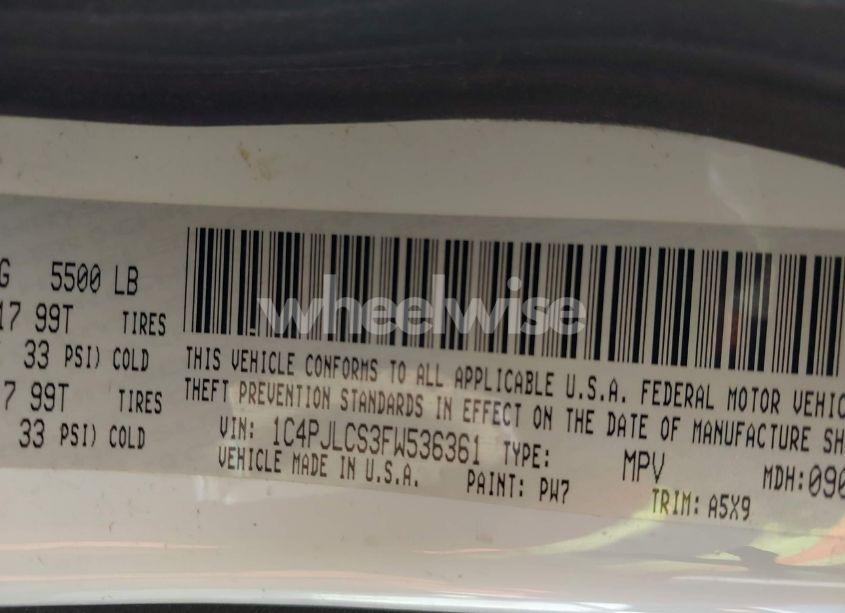 G 5500 LB
17 99T TIRES
33 PSI) COLD
7 99T TIRES
33 PSI) COLD
wheelwise
THIS VEHICLE CONFORMS TO ALL APPLICABLE U.S.A. FEDERAL MOTOR VEHIC
THEFT PREVENTION STANDARDS IN EFFECT ON THE DATE OF MANUFACTURE SH
VIN: 1C4PJLCS3FW536361 TYPE: MPV MDH:090
VEHICLE MADE IN U.S.A. PAINT: PW7 TRIM: A5X9